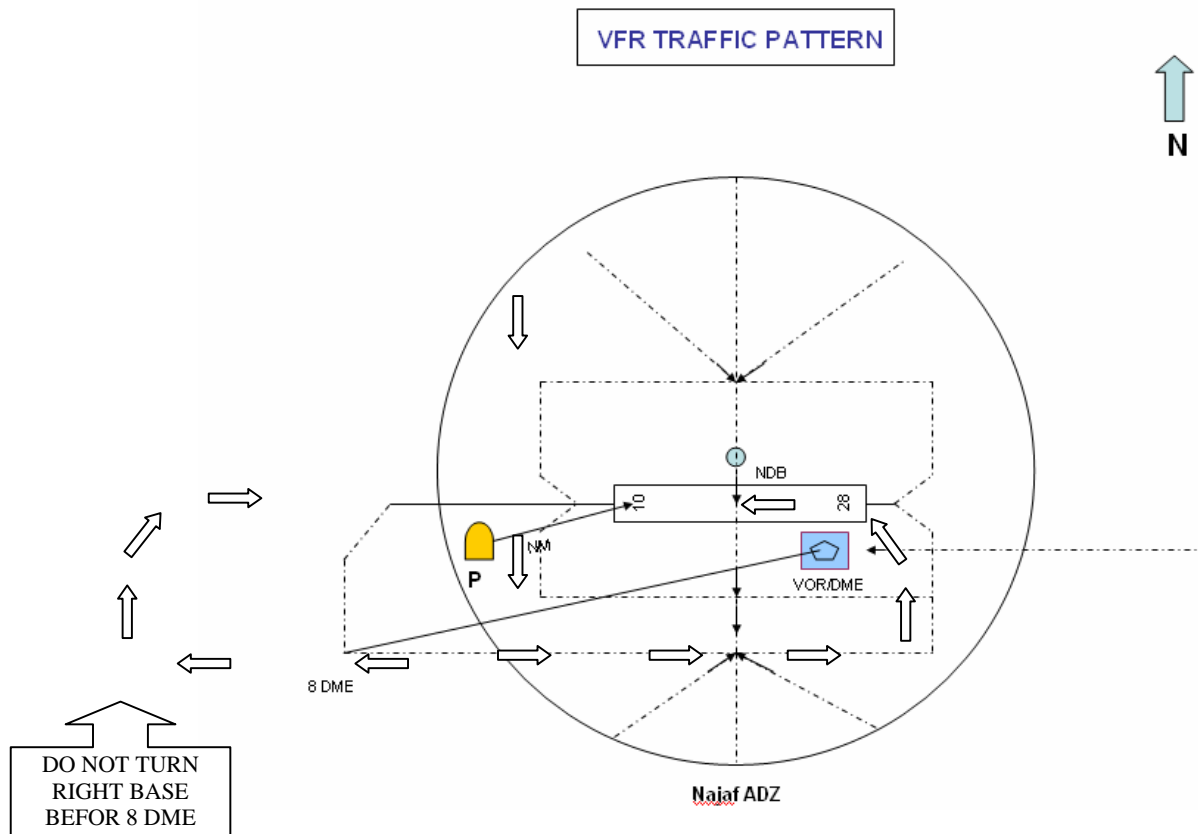 VFR TRAFFIC PATTERN
N
NDB
10
28
NM
P
VOR/DME
8 DME
DO NOT TURN
RIGHT BASE
BEFOR 8 DME
Najaf ADZ